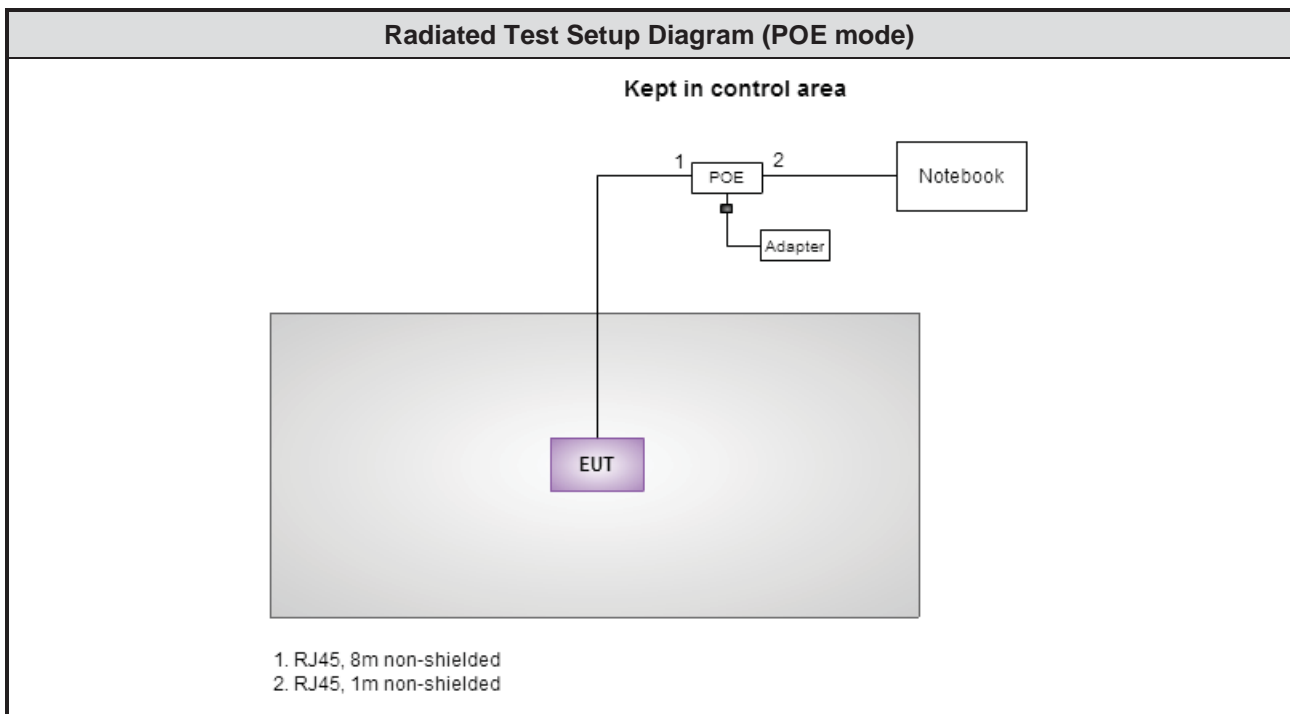 Radiated Test Setup Diagram (POE mode)
Kept in control area
1
POE
2
Notebook
Adapter
EUT
1. RJ45, 8m non-shielded
2. RJ45, 1m non-shielded